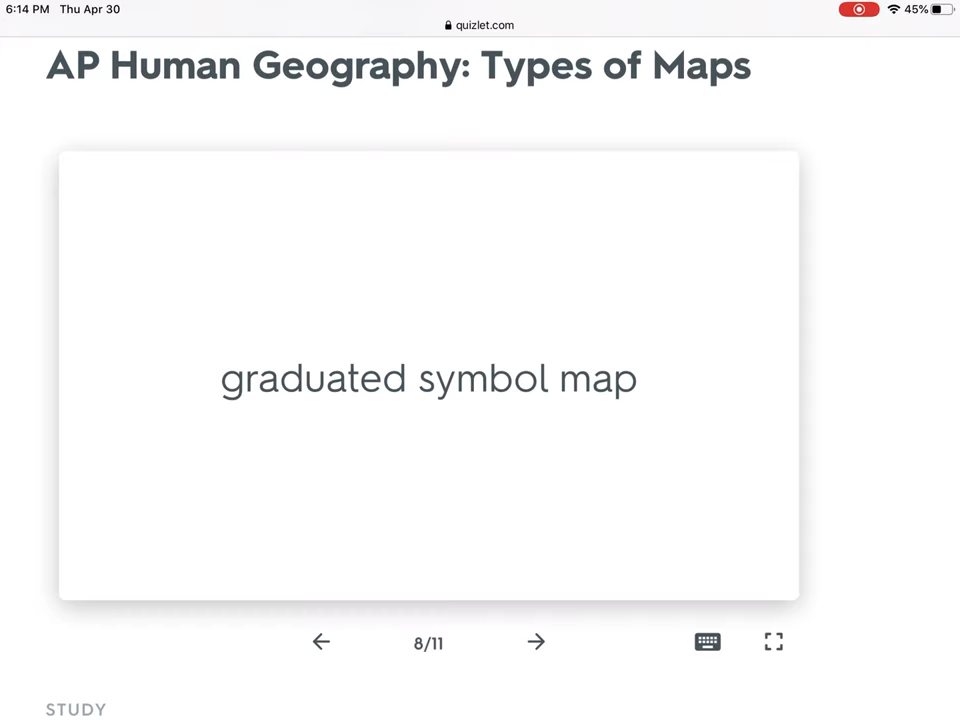 6:14 PM Thu Apr 30
45%
quizlet.com
AP Human Geography: Types of Maps
graduated symbol map
8/11
STUDY